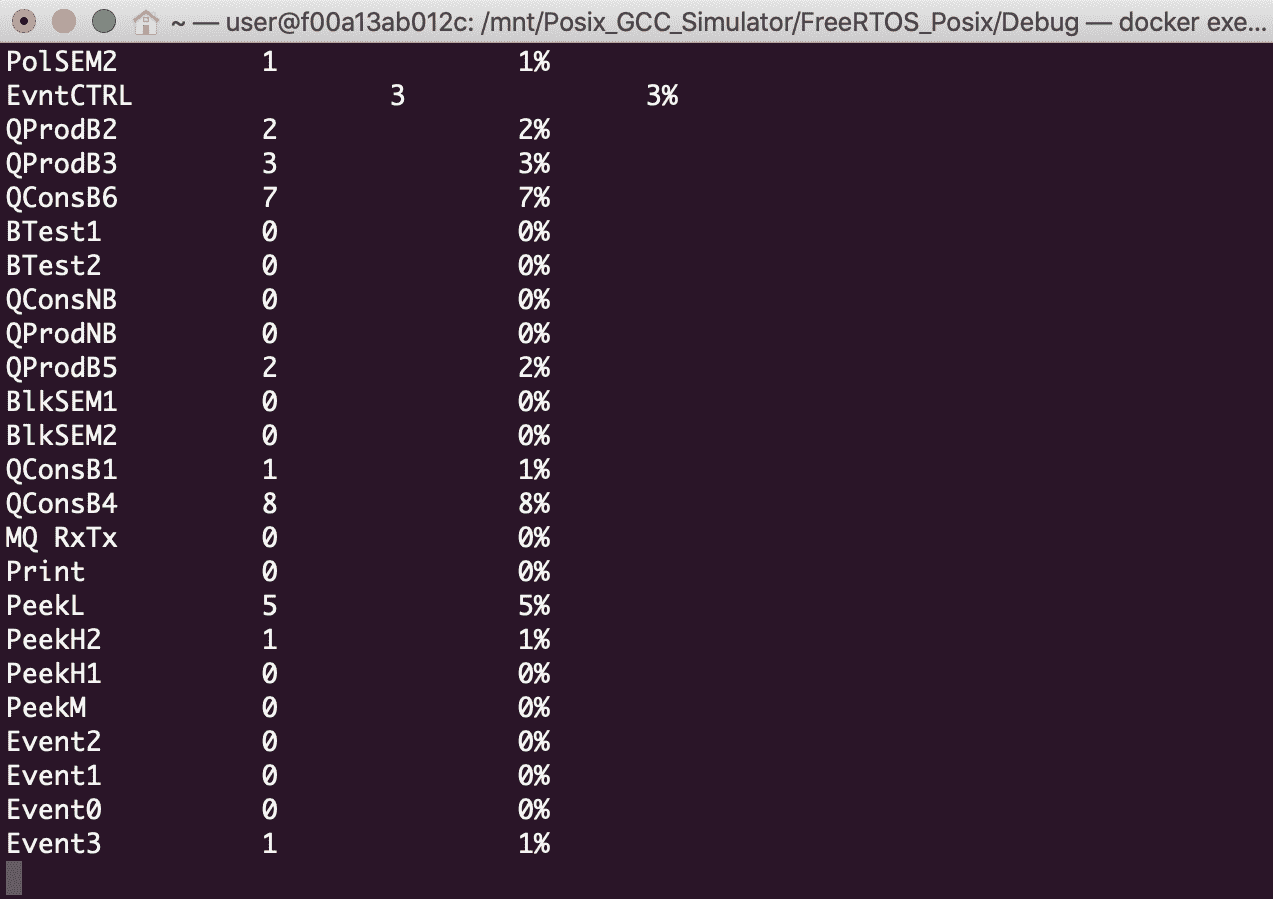 ~ — user@f00a13ab012c: /mnt/Posix_GCC_Simulator/FreeRTOS_Posix/Debug — docker exe...
PolSEM2 1 1%
EvntCTRL 3 3%
QProdB2 2 2%
QProdB3 3 3%
QConsB6 7 7%
BTest1 0 0%
BTest2 0 0%
QConsNB 0 0%
QProdNB 0 0%
QProdB5 2 2%
BlkSEM1 0 0%
BlkSEM2 0 0%
QConsB1 1 1%
QConsB4 8 8%
MQ RxTx 0 0%
Print 0 0%
PeekL 5 5%
PeekH2 1 1%
PeekH1 0 0%
PeekM 0 0%
Event2 0 0%
Event1 0 0%
Event0 0 0%
Event3 1 1%